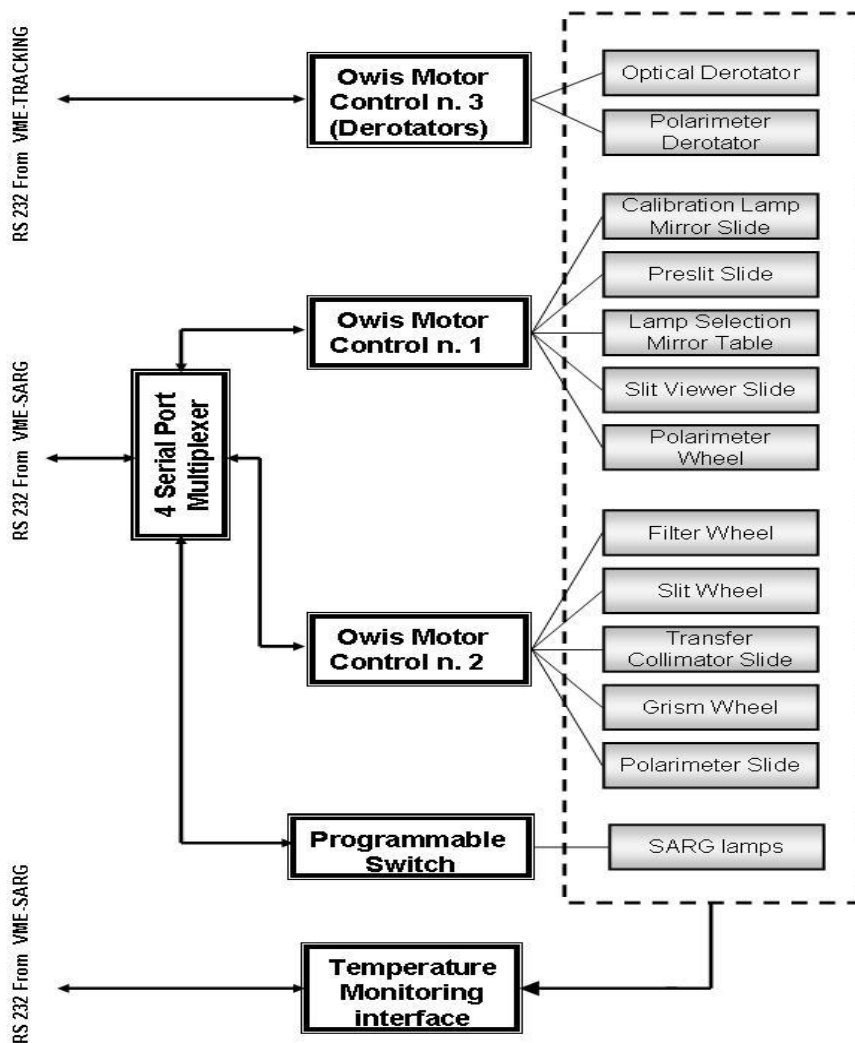 RS 232 From VME-TRACKING
Owis Motor
Control n. 3
(Derotators)
Optical Derotator
Polarimeter
Derotator
RS 232 From VME-SARG
4 Serial Port
Multiplexer
Owis Motor
Control n. 1
Calibration Lamp
Mirror Slide
Preslit Slide
Lamp Selection
Mirror Table
Slit Viewer Slide
Polarimeter
Wheel
Owis Motor
Control n. 2
Filter Wheel
Slit Wheel
Transfer
Collimator Slide
Grism Wheel
Polarimeter Slide
Programmable
Switch
SARG lamps
RS 232 From VME-SARG
Temperature
Monitoring
interface